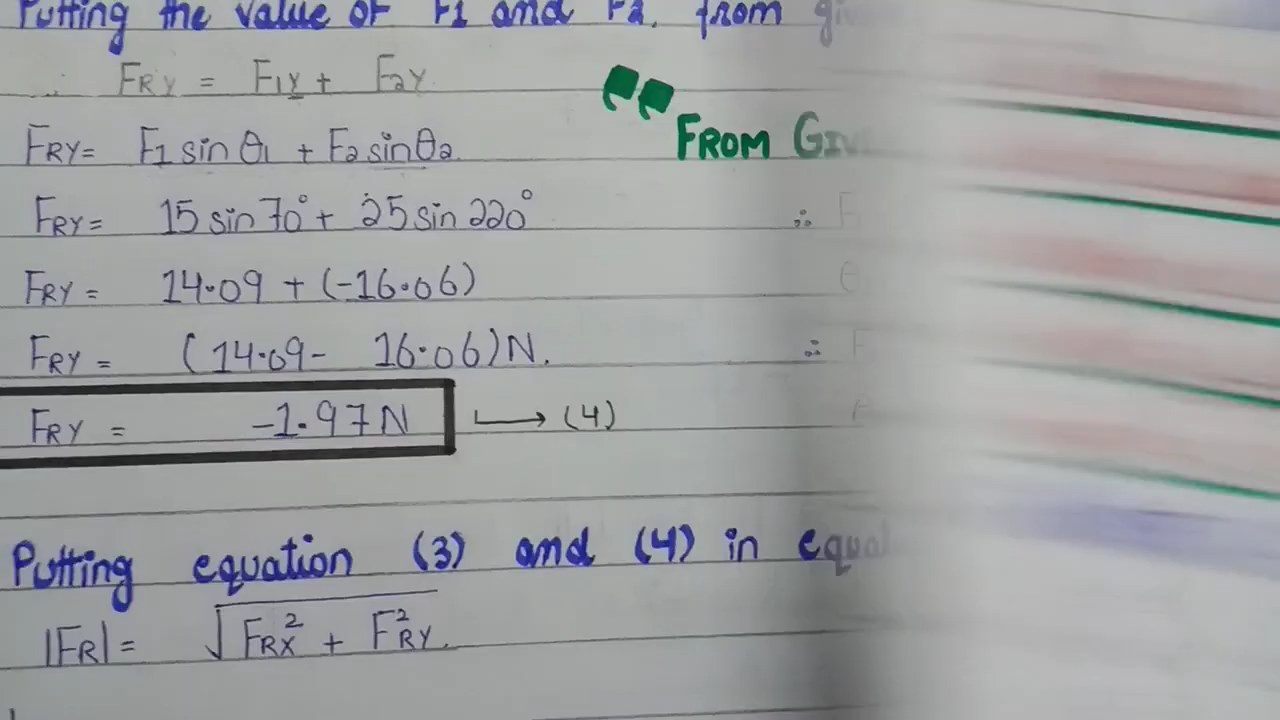 Putting the value of F1 and F2. from
∴ FRY = F1Y + F2Y
FRY = F1 sin θ1 + F2 sin θ2.
FROM
FRY = 15 sin 70° + 25 sin 220°
∴ F
FRY = 14.09 + (-16.06)
θ
FRY = (14.09 - 16.06)N.
∴ F
FRY = -1.97N → (4)
Putting equation (3) and (4) in
|FR| = √FRX² + F²RY.